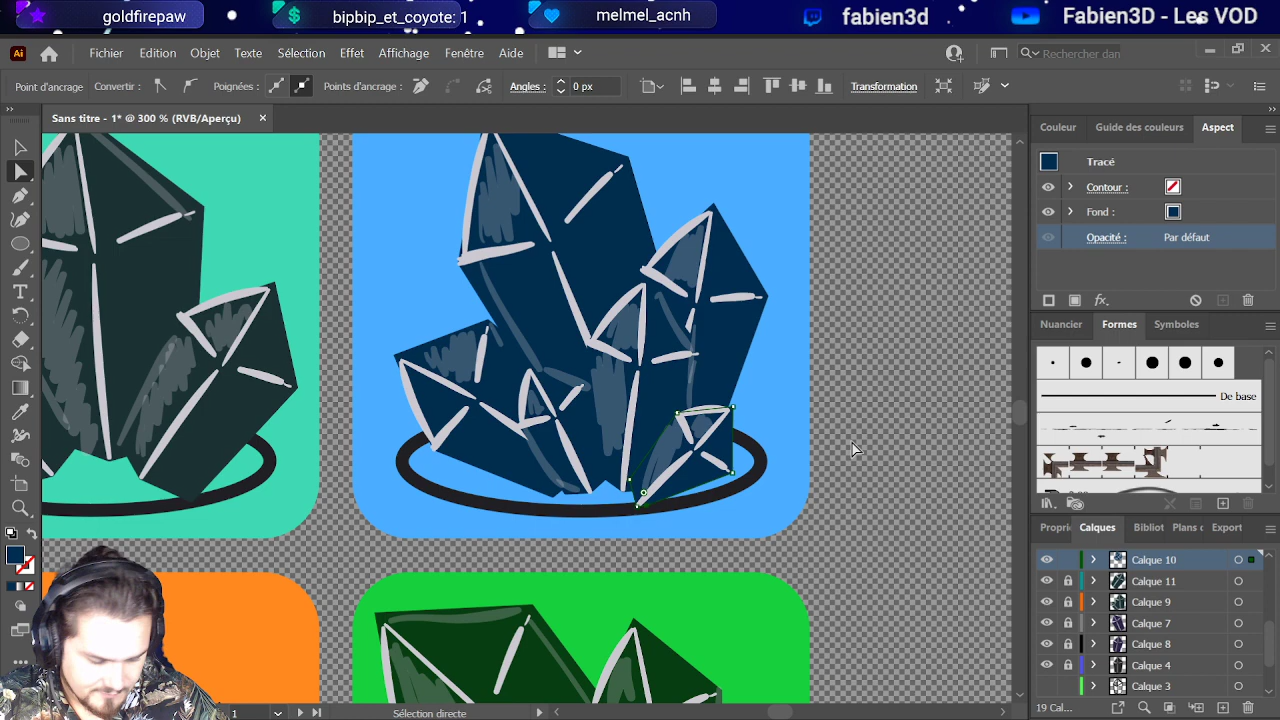 goldfirepaw
bipbip_et_coyote: 1
melmel_acnh
fabien3d
Fabien3D - Les VOD
Ai
Fichier Edition Objet Texte Sélection Effet Affichage Fenêtre Aide
Rechercher dan
Point d'ancrage
Convertir :
Poignées :
Points d'ancrage :
Angles :
0 px
Transformation
Sans titre - 1* @ 300 % (RVB/Aperçu)
Couleur
Guide des couleurs
Aspect
Tracé
Contour :
Fond :
Opacité :
Par défaut
fx
Nuancier
Formes
Symboles
De base
Propri
Calques
Bibliot
Plans
Export
Calque 10
Calque 11
Calque 9
Calque 7
Calque 8
Calque 4
Calque 3
19 Cal...
1
Sélection directe